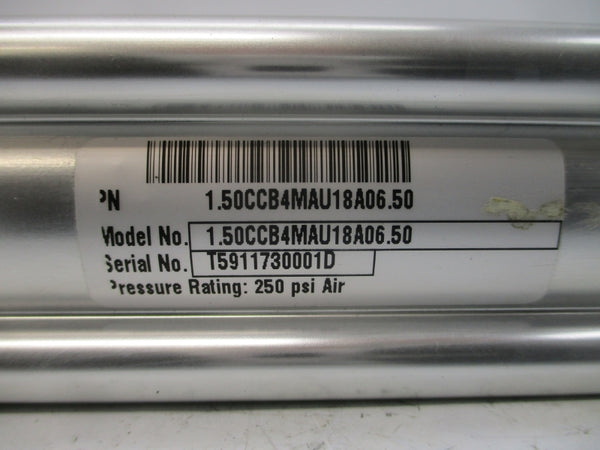 PN 1.50CCB4MAU18A06.50
Model No. 1.50CCB4MAU18A06.50
Serial No. T5911730001D
Pressure Rating: 250 psi Air